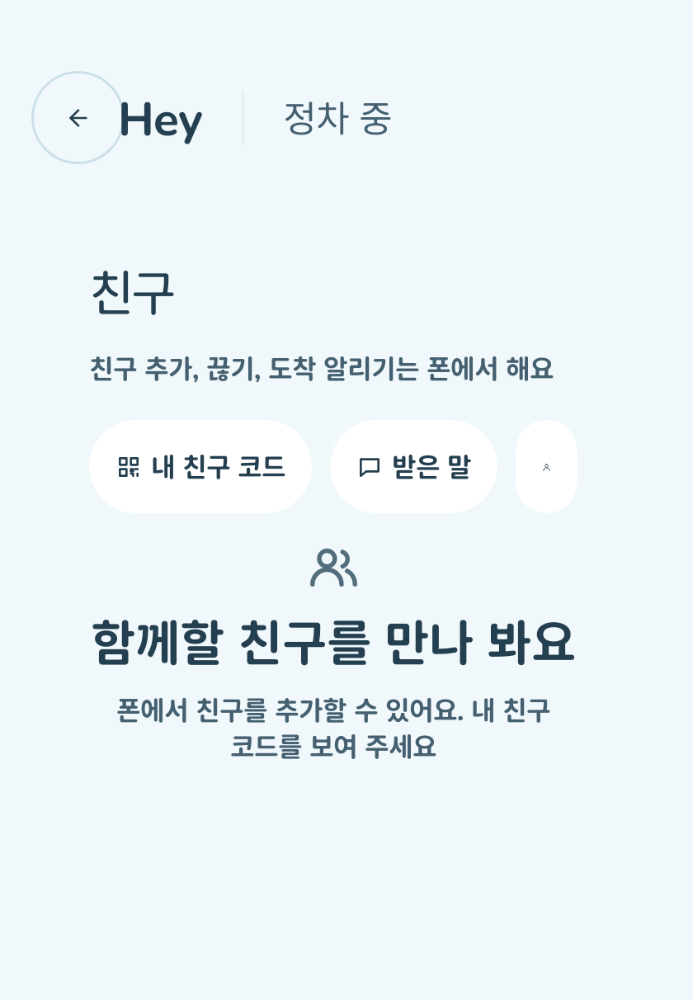 Hey
정차 중
친구
친구 추가, 끊기, 도착 알리기는 폰에서 해요
내 친구 코드
받은 말
함께할 친구를 만나 봐요
폰에서 친구를 추가할 수 있어요. 내 친구
코드를 보여 주세요